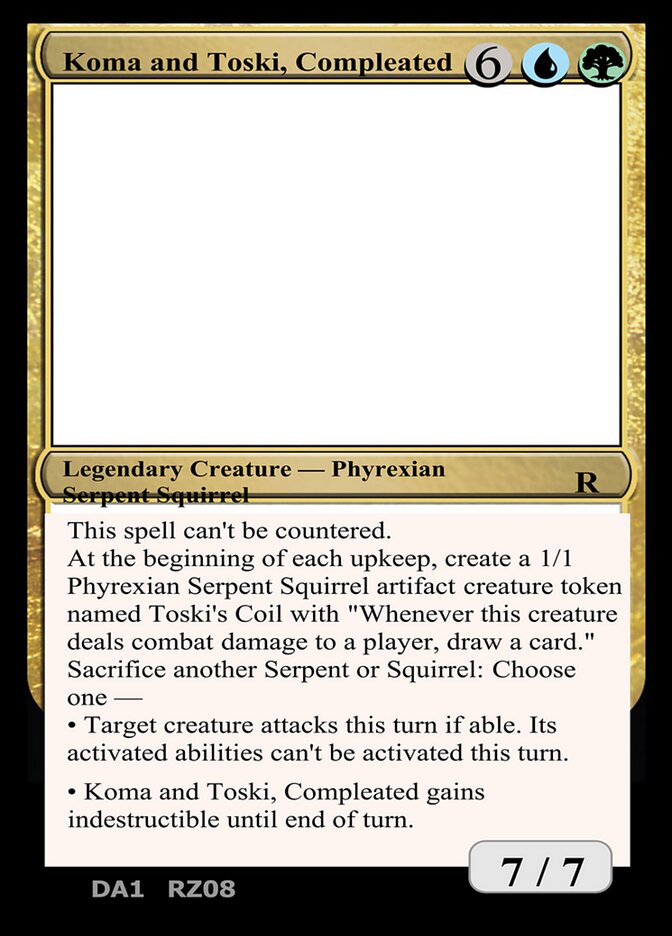 Koma and Toski, Compleated 6
Legendary Creature — Phyrexian
Serpent Squirrel
R
This spell can't be countered.
At the beginning of each upkeep, create a 1/1
Phyrexian Serpent Squirrel artifact creature token
named Toski's Coil with "Whenever this creature
deals combat damage to a player, draw a card."
Sacrifice another Serpent or Squirrel: Choose
one —
• Target creature attacks this turn if able. Its
activated abilities can't be activated this turn.
• Koma and Toski, Compleated gains
indestructible until end of turn.
7 / 7
DA1 RZ08